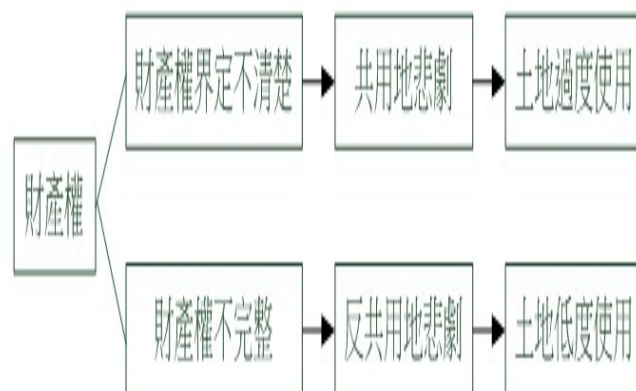 財產權
財產權界定不清楚
共用地悲劇
土地過度使用
財產權不完整
反共用地悲劇
土地低度使用